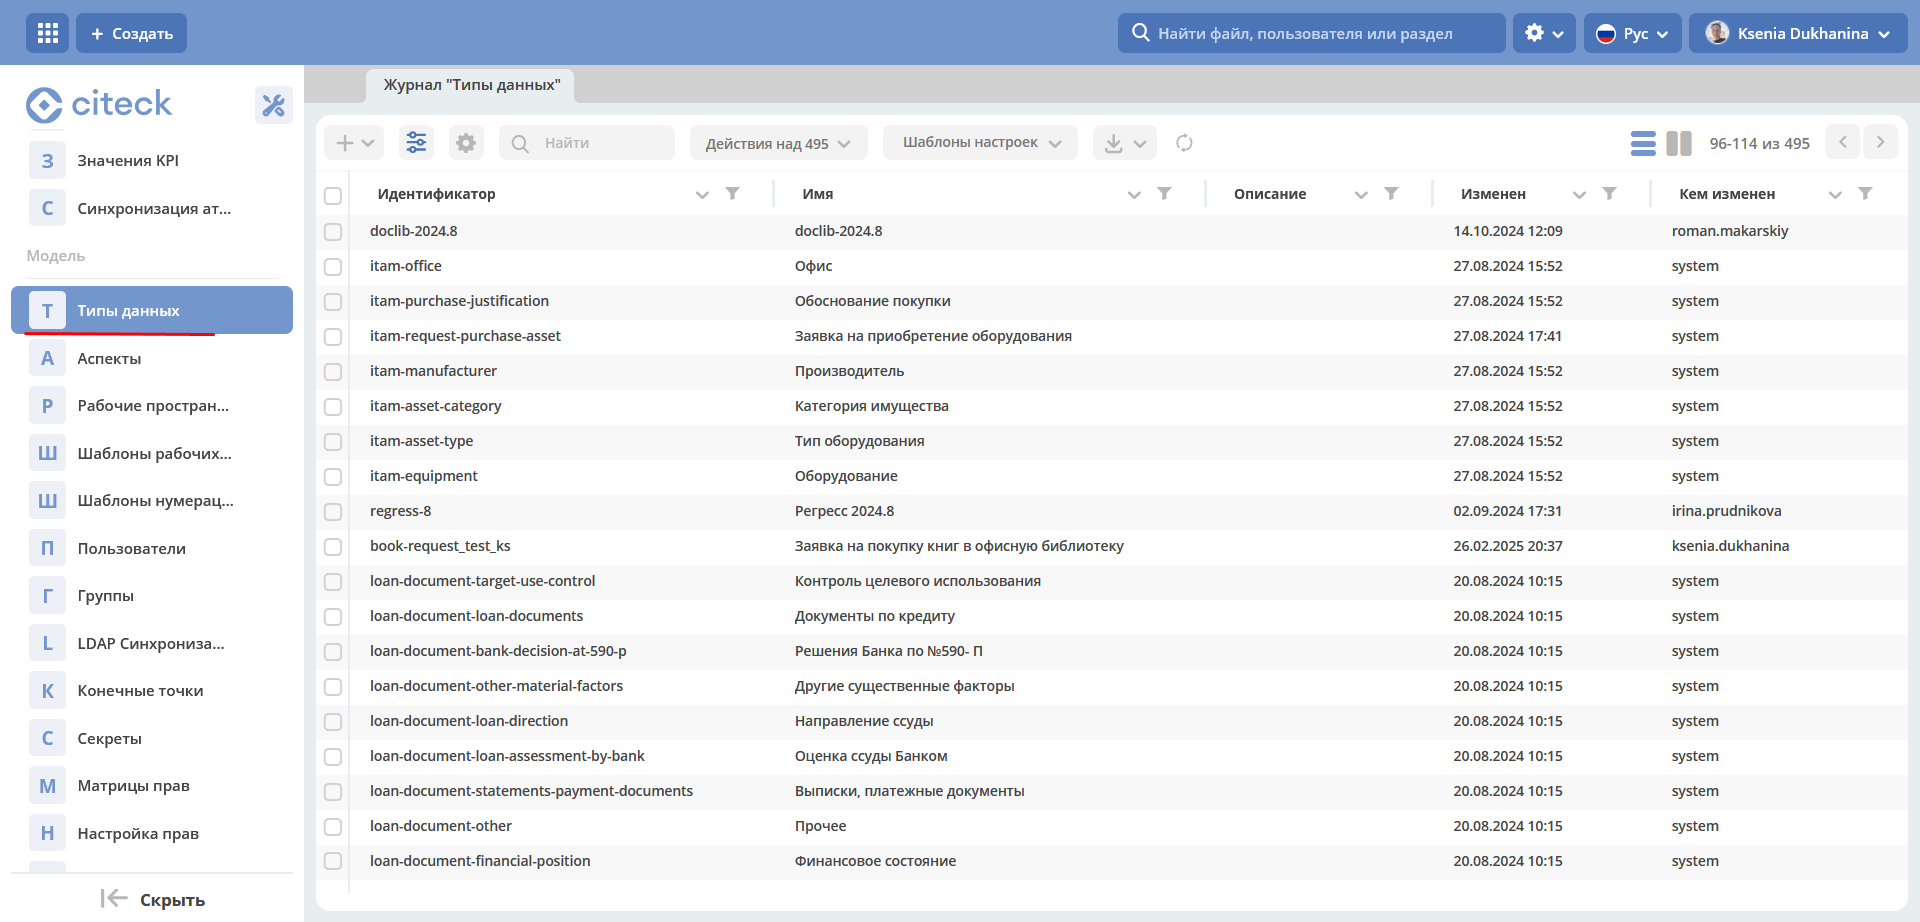 + Создать
Найти файл, пользователя или раздел
Рус
Ksenia Dukhanina
citeck
З Значения KPI
С Синхронизация ат...
Модель
Т Типы данных
А Аспекты
Р Рабочие простран...
Ш Шаблоны рабочих...
Ш Шаблоны нумерац...
П Пользователи
Г Группы
L LDAP Синхрониза...
К Конечные точки
С Секреты
М Матрицы прав
Н Настройка прав
Скрыть
Журнал "Типы данных"
Найти
Действия над 495
Шаблоны настроек
96-114 из 495
Идентификатор Имя Описание Изменен Кем изменен
doclib-2024.8 doclib-2024.8 14.10.2024 12:09 roman.makarskiy
itam-office Офис 27.08.2024 15:52 system
itam-purchase-justification Обоснование покупки 27.08.2024 15:52 system
itam-request-purchase-asset Заявка на приобретение оборудования 27.08.2024 17:41 system
itam-manufacturer Производитель 27.08.2024 15:52 system
itam-asset-category Категория имущества 27.08.2024 15:52 system
itam-asset-type Тип оборудования 27.08.2024 15:52 system
itam-equipment Оборудование 27.08.2024 15:52 system
regress-8 Регресс 2024.8 02.09.2024 17:31 irina.prudnikova
book-request_test_ks Заявка на покупку книг в офисную библиотеку 26.02.2025 20:37 ksenia.dukhanina
loan-document-target-use-control Контроль целевого использования 20.08.2024 10:15 system
loan-document-loan-documents Документы по кредиту 20.08.2024 10:15 system
loan-document-bank-decision-at-590-p Решения Банка по №590- П 20.08.2024 10:15 system
loan-document-other-material-factors Другие существенные факторы 20.08.2024 10:15 system
loan-document-loan-direction Направление ссуды 20.08.2024 10:15 system
loan-document-loan-assessment-by-bank Оценка ссуды Банком 20.08.2024 10:15 system
loan-document-statements-payment-documents Выписки, платежные документы 20.08.2024 10:15 system
loan-document-other Прочее 20.08.2024 10:15 system
loan-document-financial-position Финансовое состояние 20.08.2024 10:15 system